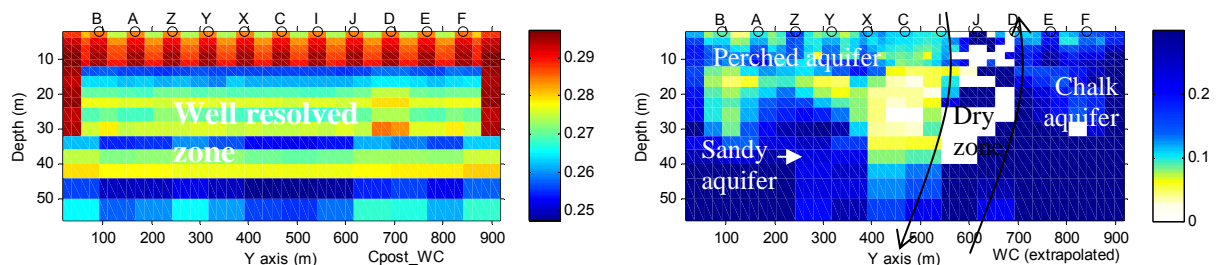 B A Z Y X C I J D E F
Depth (m)
10
20
30
40
50
Well resolved
zone
100 200 300 400 500 600 700 800 900
Y axis (m)
Cpost_WC
0.29
0.28
0.27
0.26
0.25
B A Z Y X C I J D E F
Depth (m)
10
20
30
40
50
Perched aquifer
Chalk
aquifer
Dry
zone
Sandy
aquifer
100 200 300 400 500 600 700 800 900
Y axis (m)
WC (extrapolated)
0.2
0.1
0